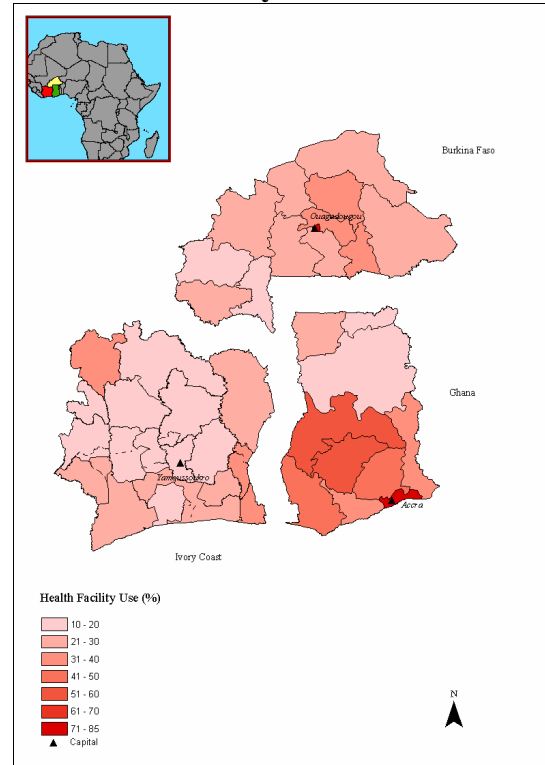 Burkina Faso
Ouagadougou
Ghana
Yamoussoukro
Accra
Ivory Coast
Health Facility Use (%)
10 - 20
21 - 30
31 - 40
41 - 50
51 - 60
61 - 70
71 - 85
Capital
N